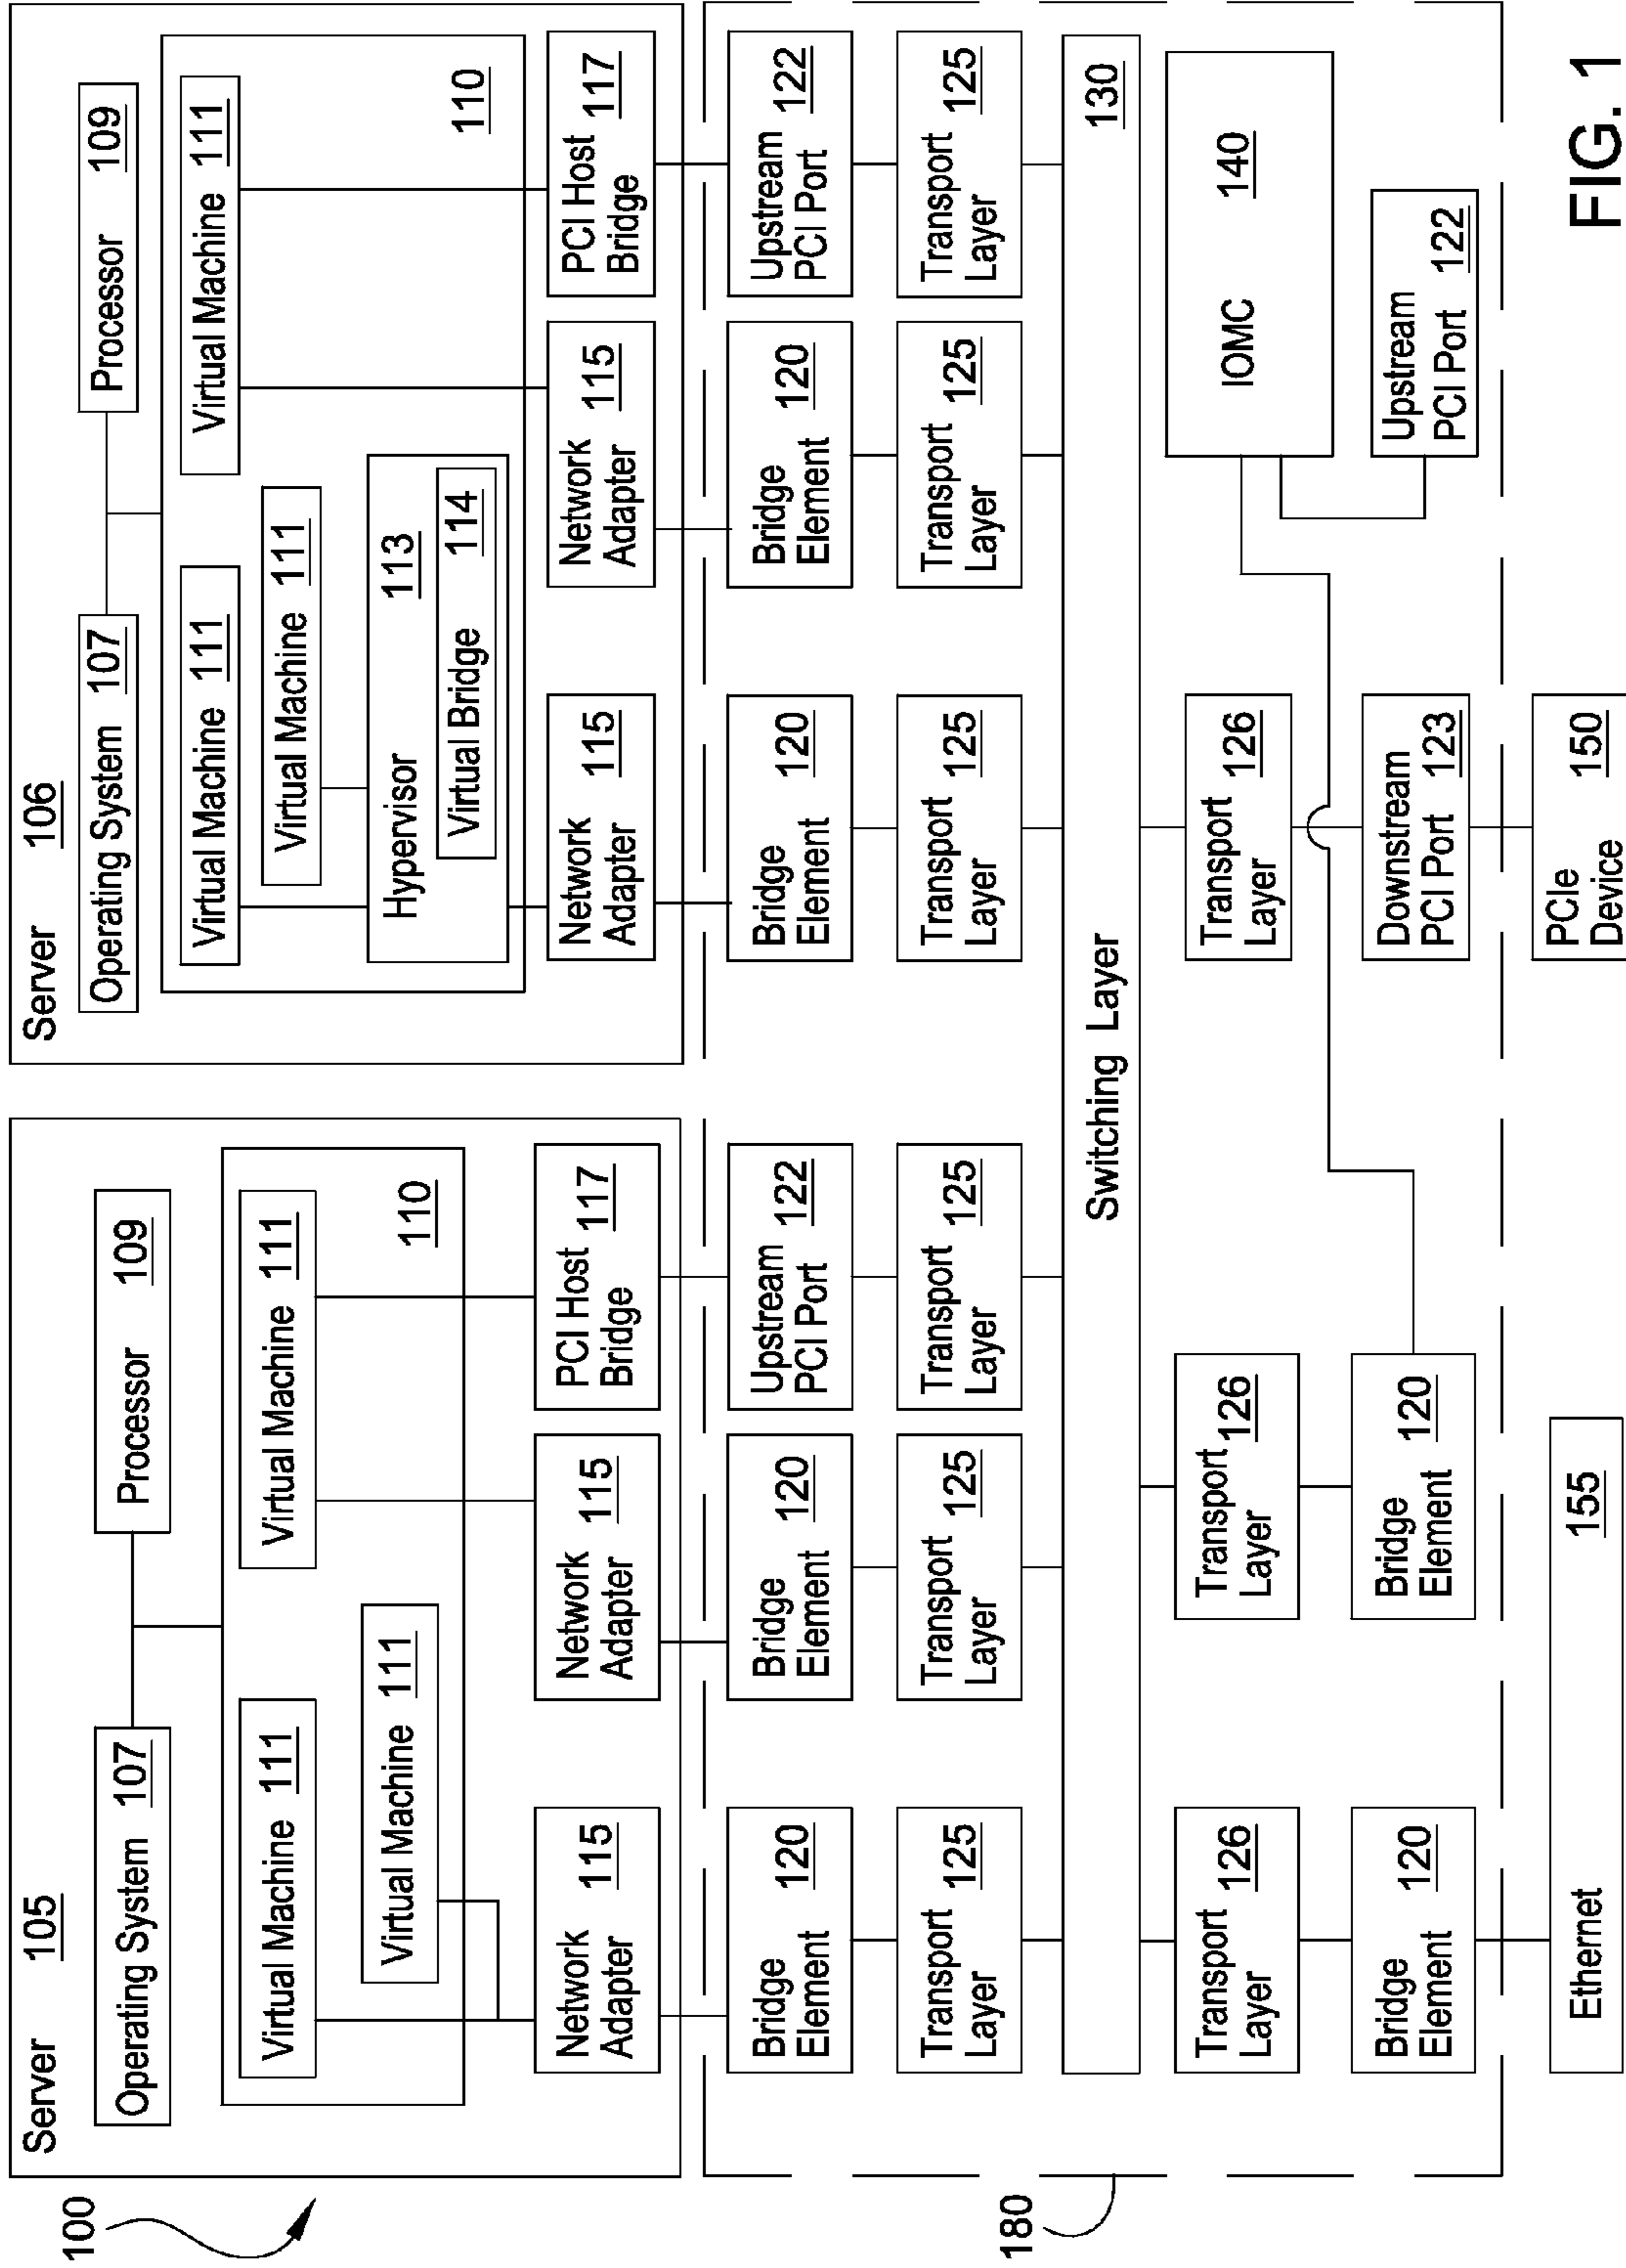 100
Server 105
Operating System 107
Processor 109
Virtual Machine 111
Virtual Machine 111
Virtual Machine 111
110
Network
Adapter 115
Network
Adapter 115
PCI Host
Bridge 117
Server 106
Operating System 107
Processor 109
Virtual Machine 111
Virtual Machine 111
Virtual Machine 111
Hypervisor 113
Virtual Bridge 114
110
Network
Adapter 115
Network
Adapter 115
PCI Host
Bridge 117
180
Bridge
Element 120
Bridge
Element 120
Upstream
PCI Port 122
Bridge
Element 120
Bridge
Element 120
Upstream
PCI Port 122
Transport
Layer 125
Transport
Layer 125
Transport
Layer 125
Transport
Layer 125
Transport
Layer 125
Transport
Layer 125
Switching Layer 130
Transport
Layer 126
Transport
Layer 126
Transport
Layer 126
IOMC 140
Bridge
Element 120
Bridge
Element 120
Downstream
PCI Port 123
Upstream
PCI Port 122
Ethernet 155
PCIe
Device 150
FIG. 1